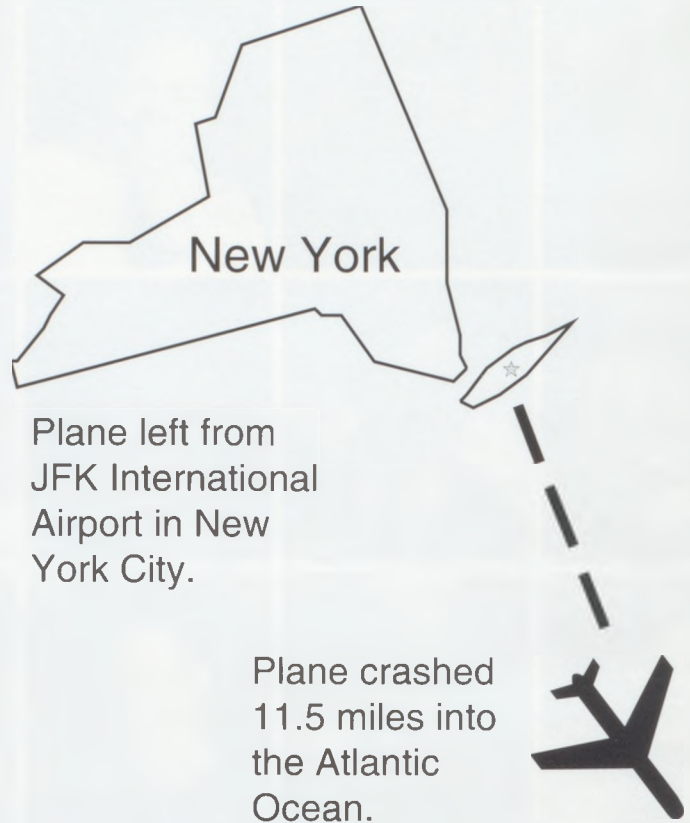 New York
Plane left from
JFK International
Airport in New
York City.
Plane crashed
11.5 miles into
the Atlantic
Ocean.